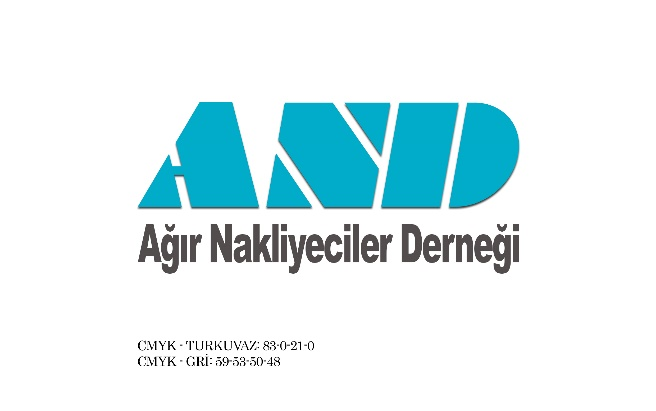 AND
Ağır Nakliyeciler Derneği
CMYK - TURKUVAZ: 83-0-21-0
CMYK - GRİ: 59-53-50-48